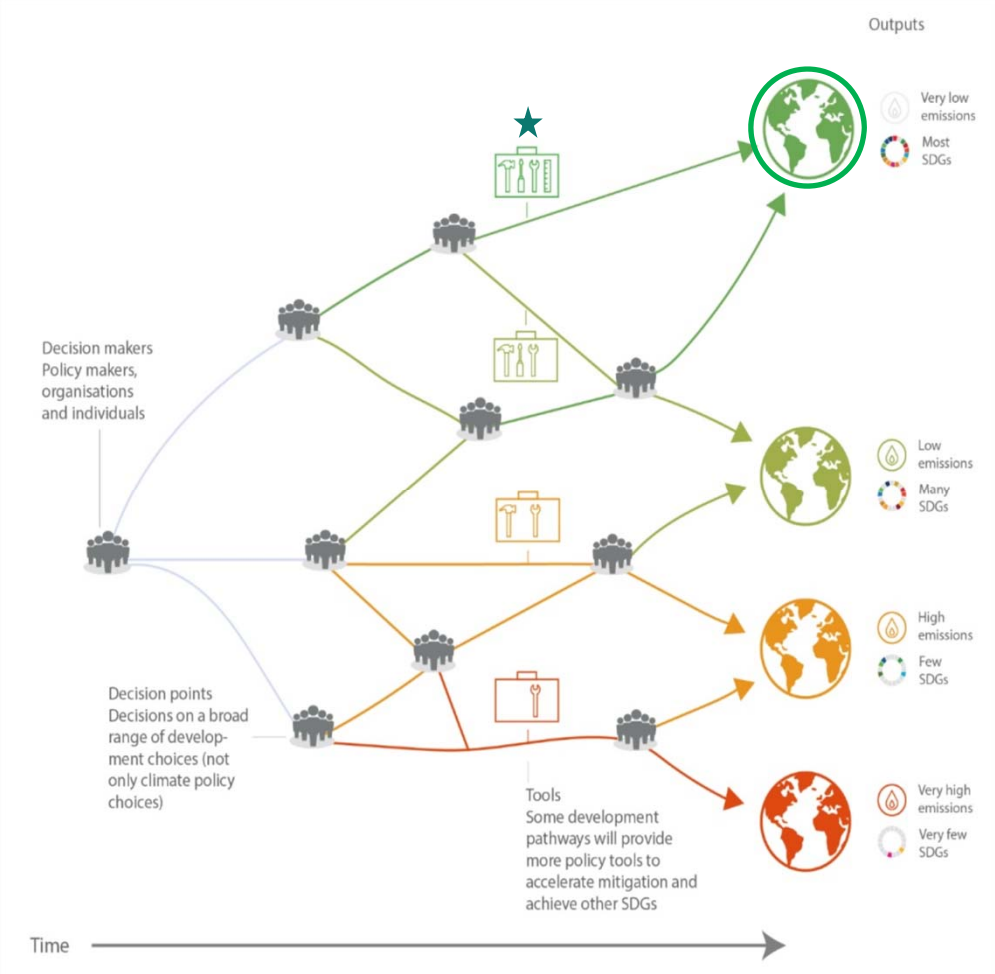 Outputs
Very low
emissions
Most
SDGs
Decision makers
Policy makers,
organisations
and individuals
Low
emissions
Many
SDGs
High
emissions
Few
SDGs
Decision points
Decisions on a broad
range of develop-
ment choices (not
only climate policy
choices)
Tools
Some development
pathways will provide
more policy tools to
accelerate mitigation and
achieve other SDGs
Very high
emissions
Very few
SDGs
Time